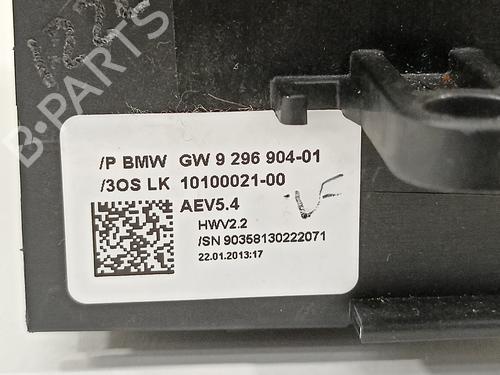 B-PARTS
/P BMW GW 9 296 904-01
/3OS LK 10100021-00
AEV5.4
HWV2.2
/SN 90358130222071
22.01.2013:17